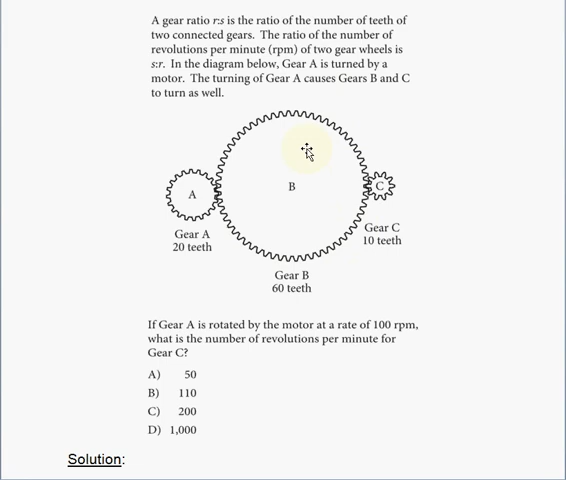 A gear ratio r:s is the ratio of the number of teeth of
two connected gears. The ratio of the number of
revolutions per minute (rpm) of two gear wheels is
s:r. In the diagram below, Gear A is turned by a
motor. The turning of Gear A causes Gears B and C
to turn as well.
A
B
C
Gear A
20 teeth
Gear C
10 teeth
Gear B
60 teeth
If Gear A is rotated by the motor at a rate of 100 rpm,
what is the number of revolutions per minute for
Gear C?
A) 50
B) 110
C) 200
D) 1,000
Solution: